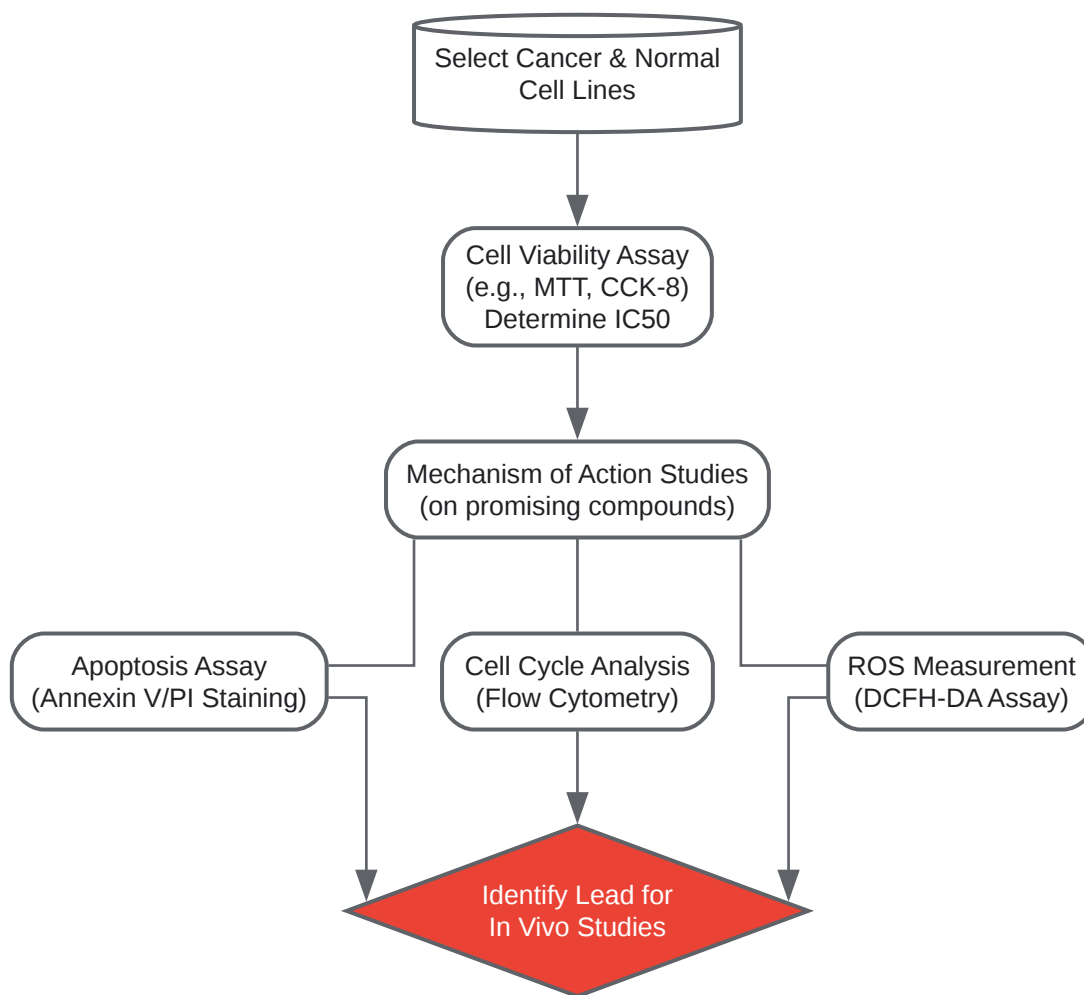 Select Cancer & Normal
Cell Lines
Cell Viability Assay
(e.g., MTT, CCK-8)
Determine IC50
Mechanism of Action Studies
(on promising compounds)
Apoptosis Assay
(Annexin V/PI Staining)
Cell Cycle Analysis
(Flow Cytometry)
ROS Measurement
(DCFH-DA Assay)
Identify Lead for
In Vivo Studies